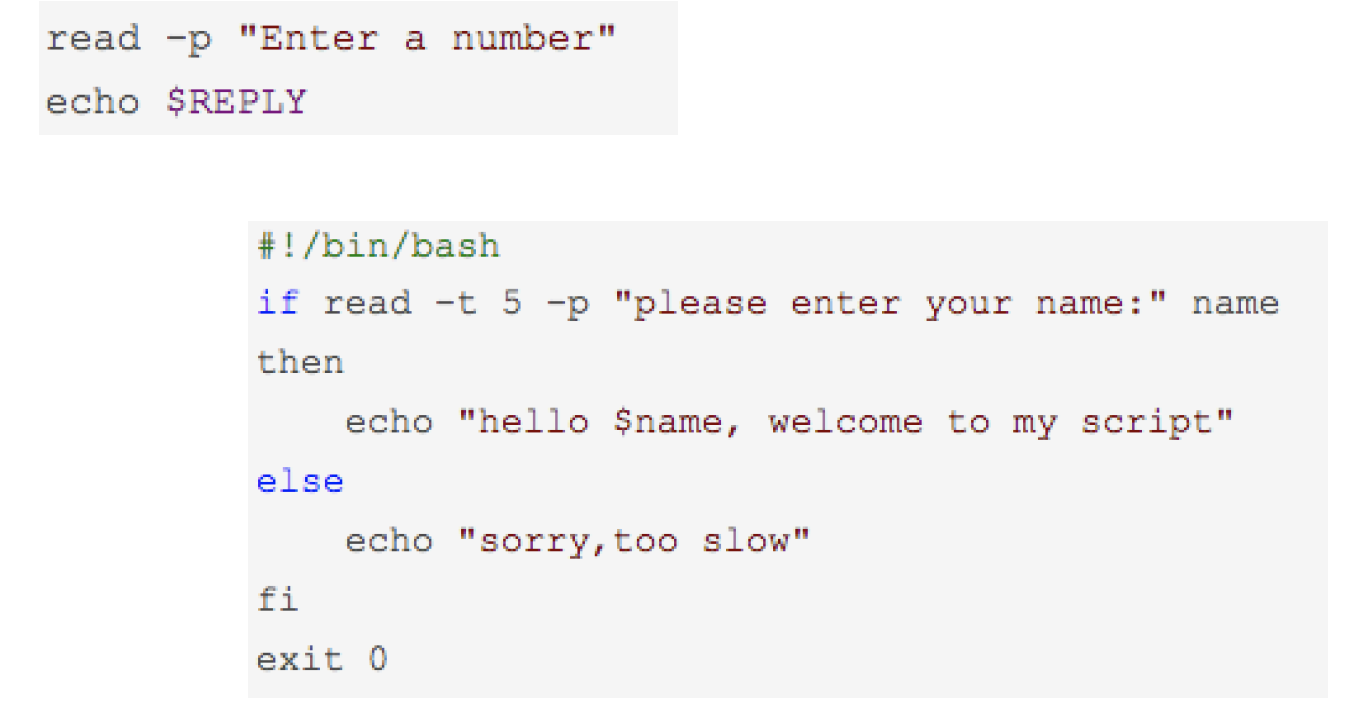 read -p "Enter a number"
echo $REPLY
#!/bin/bash
if read -t 5 -p "please enter your name:" name
then
    echo "hello $name, welcome to my script"
else
    echo "sorry,too slow"
fi
exit 0